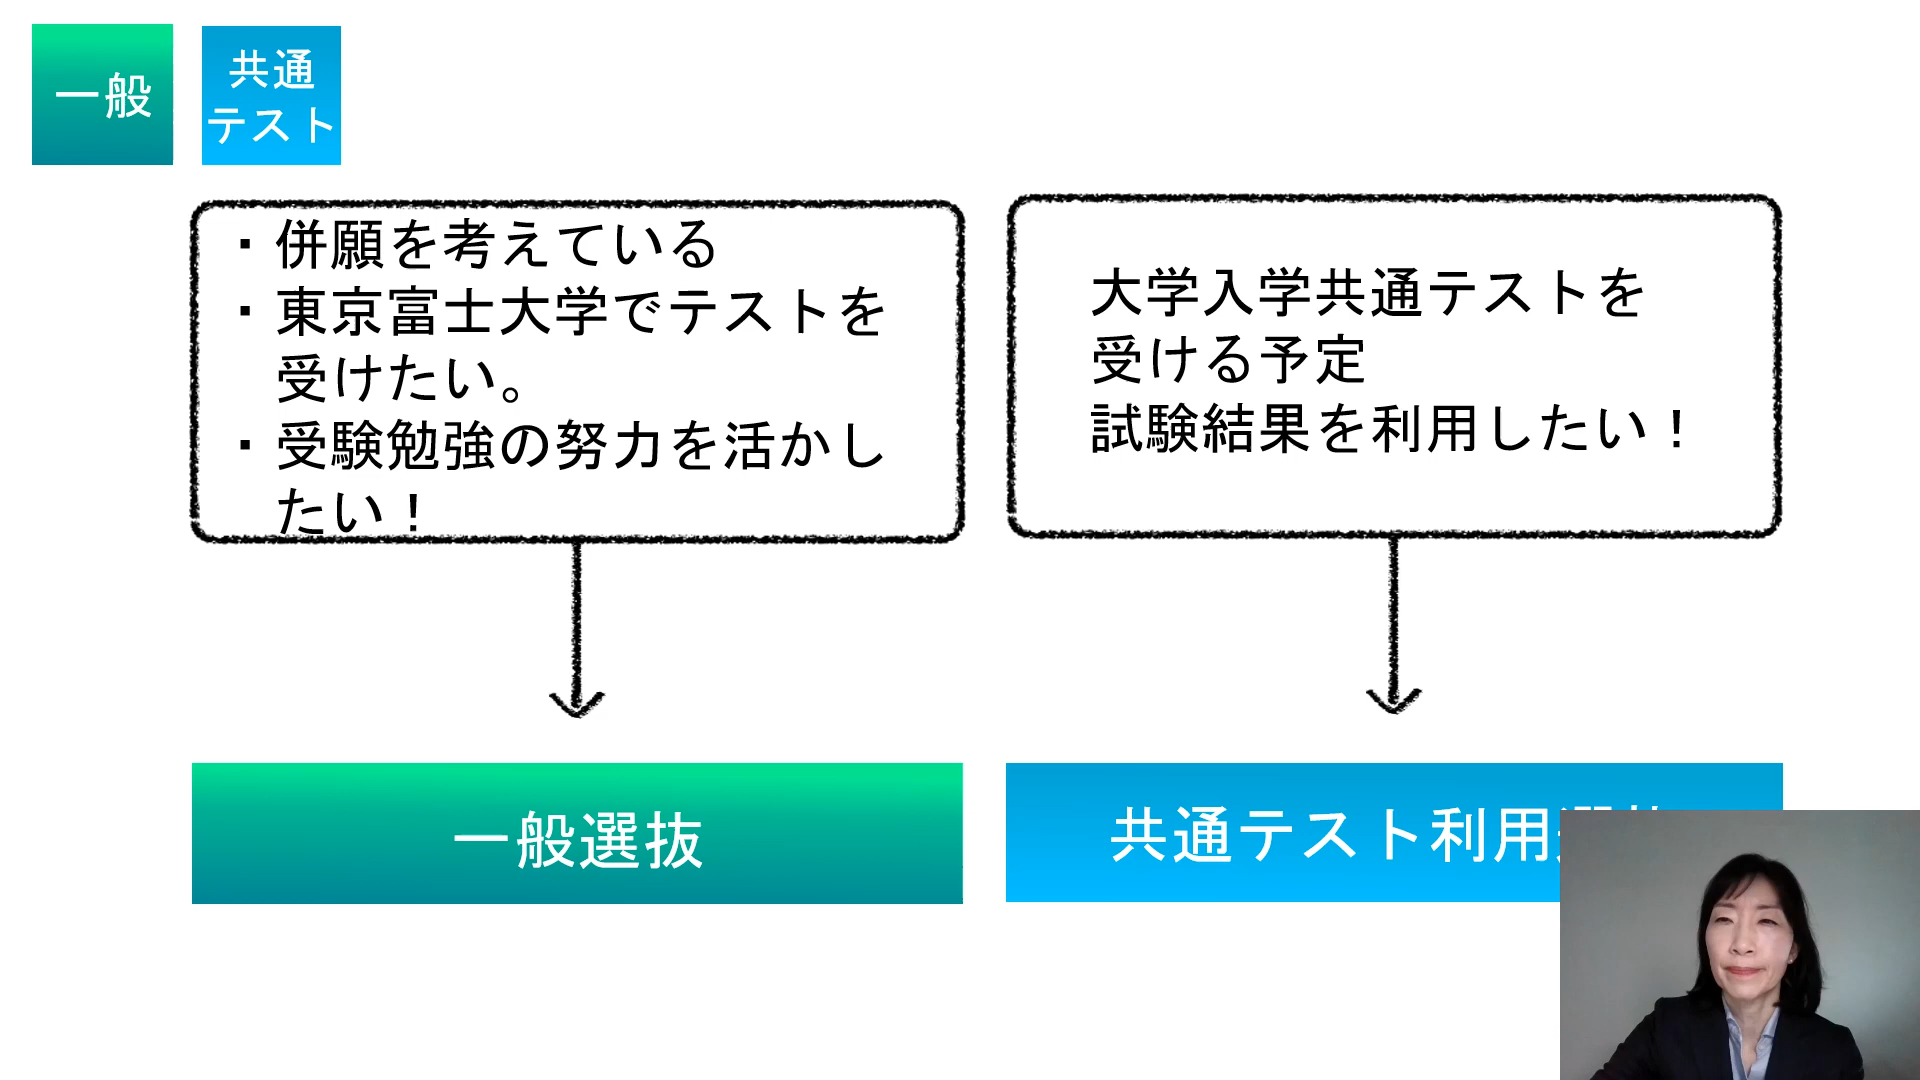 一般
共通
テスト
・併願を考えている
・東京富士大学でテストを
受けたい。
・受験勉強の努力を活かし
たい！
大学入学共通テストを
受ける予定
試験結果を利用したい！
一般選抜
共通テスト利用